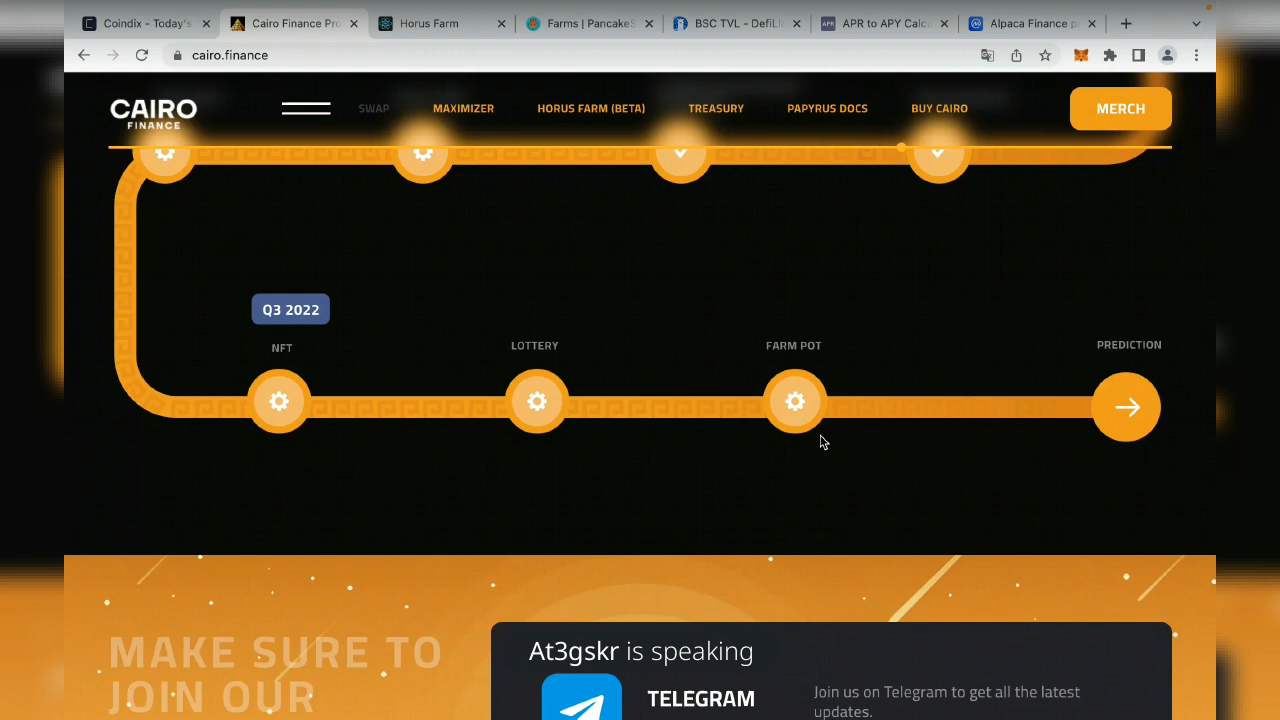 Coindix - Today's
Cairo Finance Pro
Horus Farm
Farms | PancakeS
BSC TVL - DefiLl
APR to APY Calcu
Alpaca Finance p
cairo.finance
CAIRO
FINANCE
SWAP
MAXIMIZER
HORUS FARM (BETA)
TREASURY
PAPYRUS DOCS
BUY CAIRO
MERCH
Q3 2022
NFT
LOTTERY
FARM POT
PREDICTION
MAKE SURE TO
JOIN OUR
At3gskr is speaking
TELEGRAM
Join us on Telegram to get all the latest
updates.